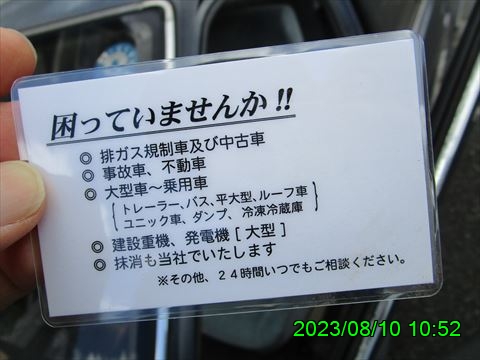 困っていませんか!!
◎ 排ガス規制車及び中古車
◎ 事故車、不動車
◎ 大型車～乗用車
トレーラー、バス、平大型、ルーフ車
ユニック車、ダンプ、冷凍冷蔵庫
◎ 建設重機、発電機 [ 大型 ]
◎ 抹消も当社でいたします
※その他、24時間いつでもご相談ください。
2023/08/10 10:52